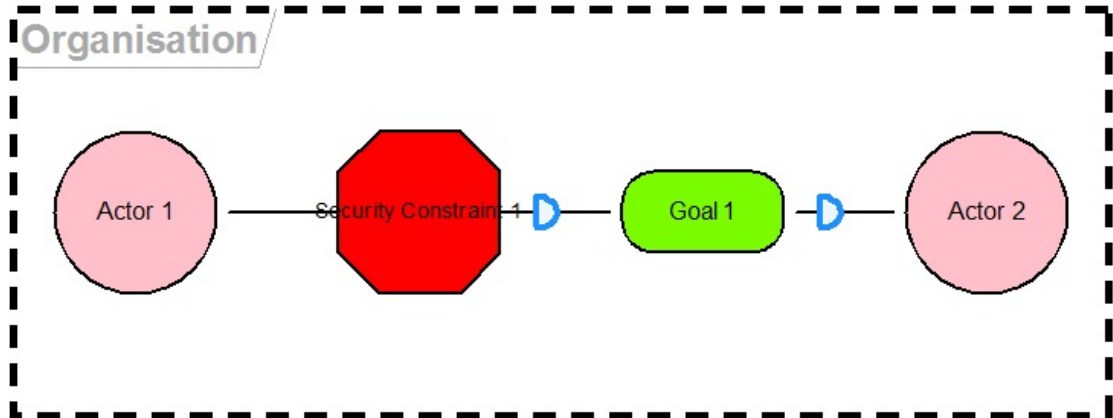 Organisation
Actor 1
Security Constraint 1
Goal 1
Actor 2